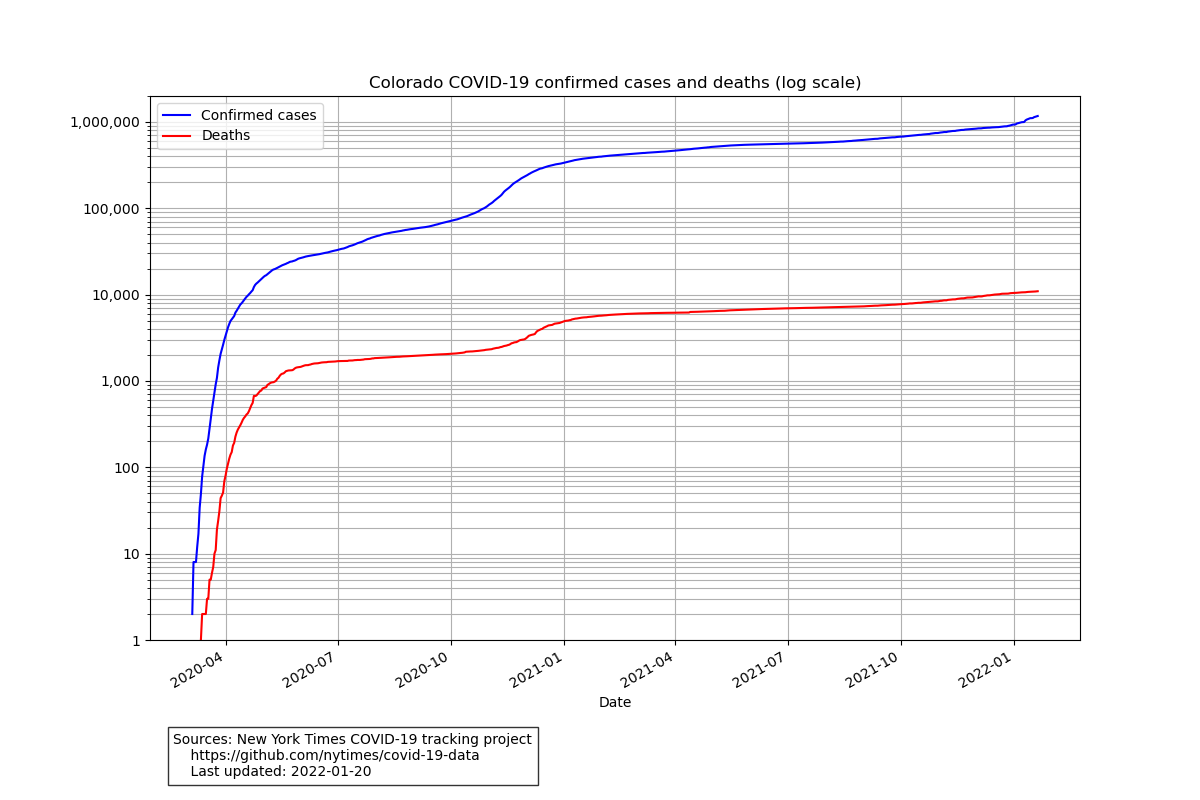 Colorado COVID-19 confirmed cases and deaths (log scale)
Confirmed cases
Deaths
1,000,000
100,000
10,000
1,000
100
10
1
2020-04
2020-07
2020-10
2021-01
2021-04
2021-07
2021-10
2022-01
Date
Sources: New York Times COVID-19 tracking project
https://github.com/nytimes/covid-19-data
Last updated: 2022-01-20